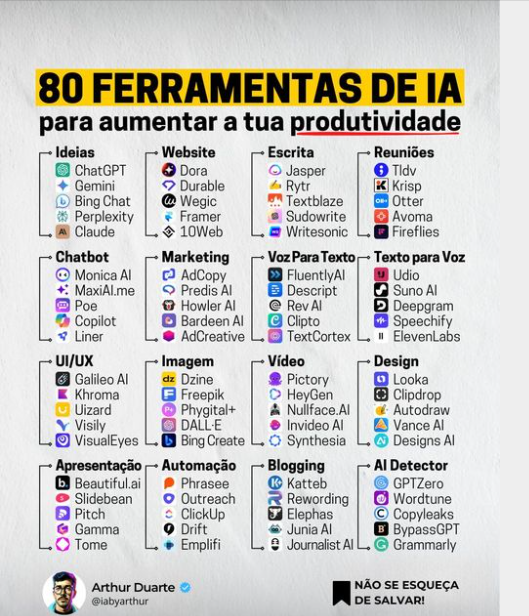 80 FERRAMENTAS DE IA
para aumentar a tua produtividade
Ideias
ChatGPT
Gemini
Bing Chat
Perplexity
Claude
Website
Dora
Durable
Wegic
Framer
10Web
Escrita
Jasper
Rytr
Textblaze
Sudowrite
Writesonic
Reuniões
Tldv
Krisp
Otter
Avoma
Fireflies
Chatbot
Monica AI
MaxiAI.me
Poe
Copilot
Liner
Marketing
AdCopy
Predis AI
Howler AI
Bardeen AI
AdCreative
Voz Para Texto
FluentlyAI
Descript
Rev AI
Clipto
TextCortex
Texto para Voz
Udio
Suno AI
Deepgram
Speechify
ElevenLabs
UI/UX
Galileo AI
Khroma
Uizard
Visily
VisualEyes
Imagem
Dzine
Freepik
Phygital+
DALL·E
Bing Create
Vídeo
Pictory
HeyGen
Nullface.AI
Invideo AI
Synthesia
Design
Looka
Clipdrop
Autodraw
Vance AI
Designs AI
Apresentação
Beautiful.ai
Slidebean
Pitch
Gamma
Tome
Automação
Phrasee
Outreach
ClickUp
Drift
Emplifi
Blogging
Katteb
Rewording
Elephas
Junia AI
Journalist AI
AI Detector
GPTZero
Wordtune
Copyleaks
BypassGPT
Grammarly
Arthur Duarte
@iabyarthur
NÃO SE ESQUEÇA
DE SALVAR!